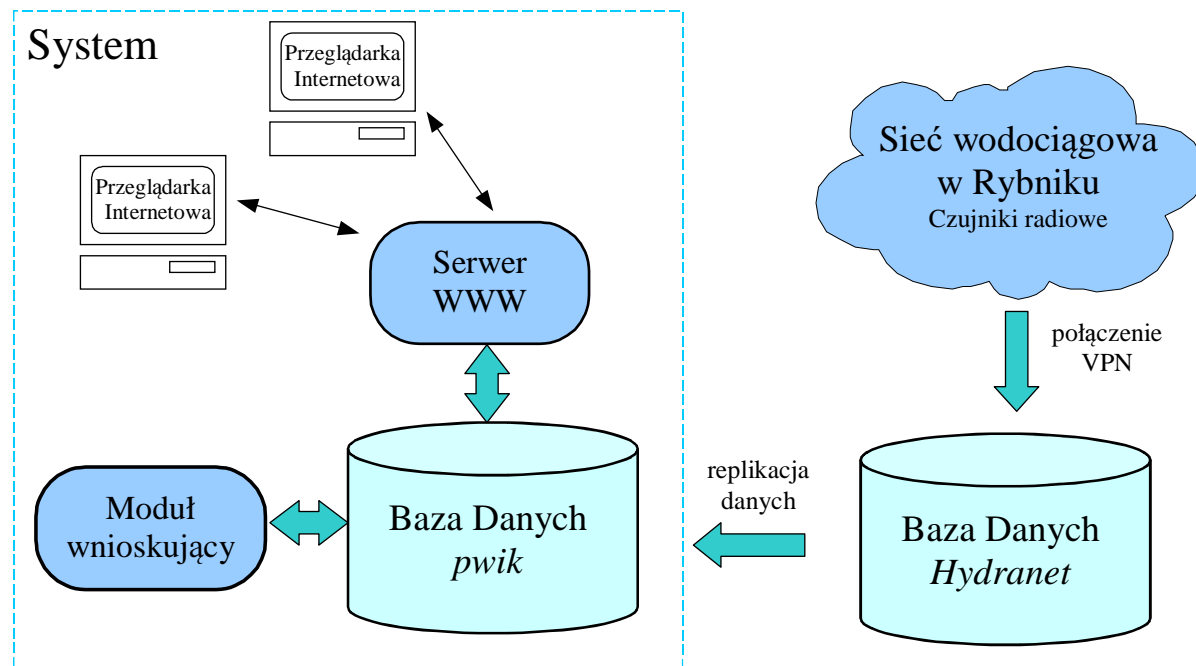 System
Przeglądarka
Internetowa
Przeglądarka
Internetowa
Serwer
WWW
Moduł
wnioskujący
Baza Danych
pwik
Sieć wodociągowa
w Rybniku
Czujniki radiowe
połączenie
VPN
replikacja
danych
Baza Danych
Hydranet